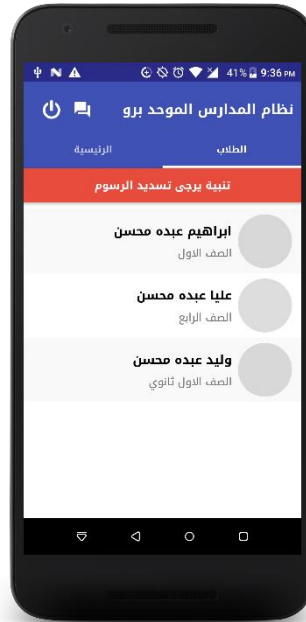 41% 9:36 PM
نظام المدارس الموحد برو
الطلاب
الرئيسية
تنبية يرجى تسديد الرسوم
ابراهيم عبده محسن
الصف الاول
عليا عبده محسن
الصف الرابع
وليد عبده محسن
الصف الاول ثانوي